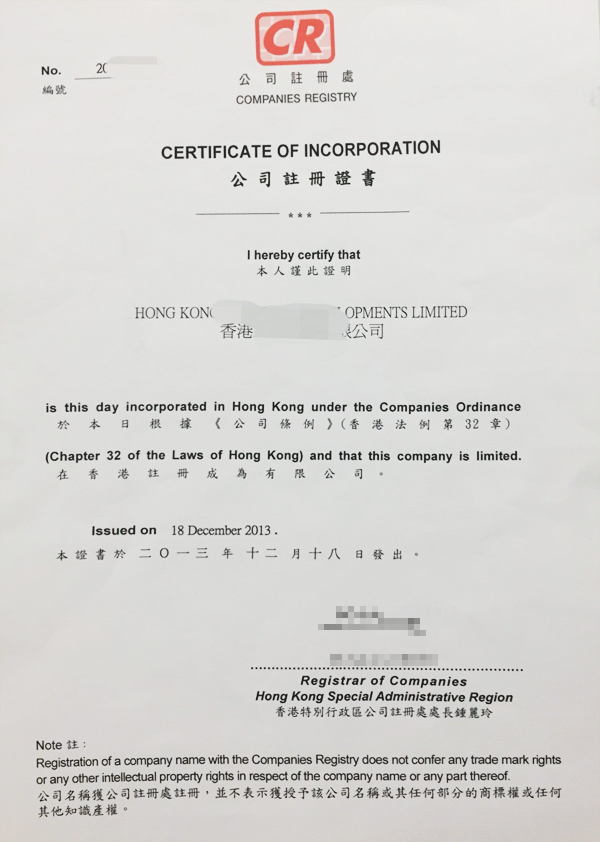 CR
公司註冊處
COMPANIES REGISTRY
No. 20
編號
CERTIFICATE OF INCORPORATION
公司註冊證書
***
I hereby certify that
本人謹此證明
HONG KONG LOPMENTS LIMITED
香港 限公司
is this day incorporated in Hong Kong under the Companies Ordinance
於本日根據《公司條例》(香港法例第32章)
(Chapter 32 of the Laws of Hong Kong) and that this company is limited.
在香港註冊成為有限公司。
Issued on 18 December 2013.
本證書於二〇一三年十二月十八日發出。
Registrar of Companies
Hong Kong Special Administrative Region
香港特別行政區公司註冊處處長鍾麗玲
Note 註:
Registration of a company name with the Companies Registry does not confer any trade mark rights
or any other intellectual property rights in respect of the company name or any part thereof.
公司名稱獲公司註冊處註冊,並不表示獲授予該公司名稱或其任何部分的商標權或任何
其他知識產權。